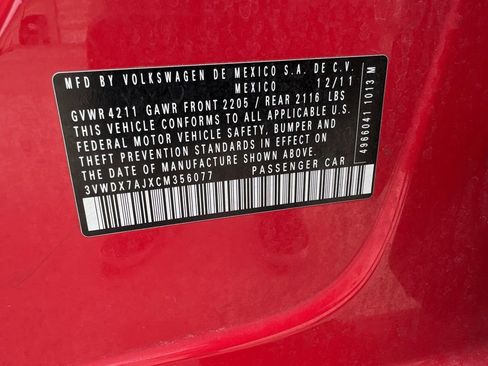 MFD BY VOLKSWAGEN DE MEXICO S.A. DE C.V.
MEXICO 12/11
GVWR 4211 GAWR FRONT 2205 / REAR 2116 LBS
THIS VEHICLE CONFORMS TO ALL APPLICABLE U.S.
FEDERAL MOTOR VEHICLE SAFETY, BUMPER AND
THEFT PREVENTION STANDARDS IN EFFECT ON
THE DATE OF MANUFACTURE SHOWN ABOVE.
3VWDX7AJXCM356077 PASSENGER CAR
4966041 1013 M